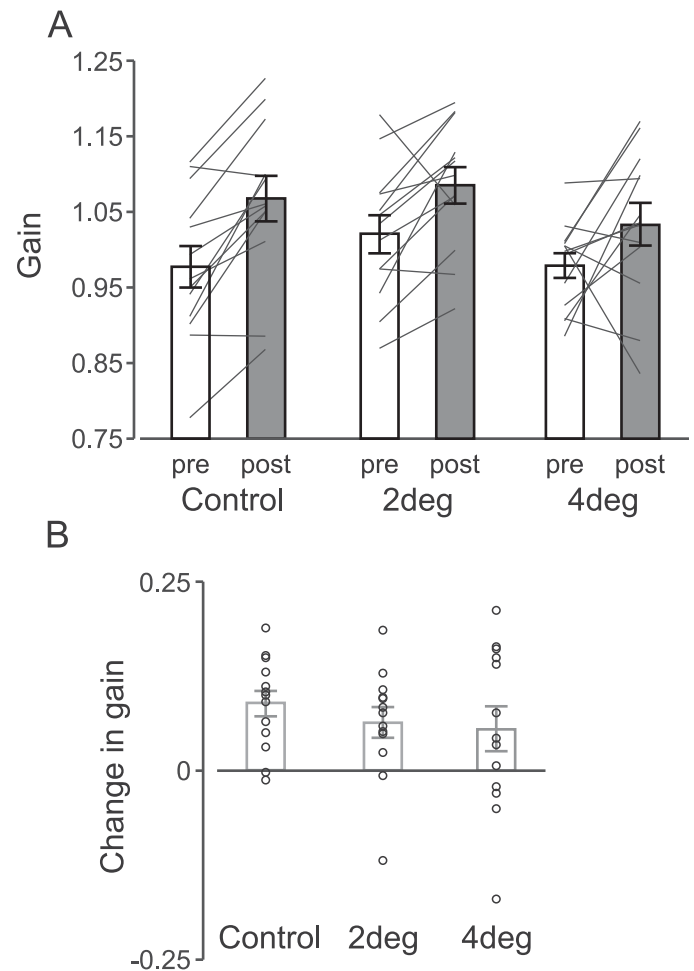 A
1.25
1.15
1.05
0.95
0.85
0.75
Gain
pre post pre post pre post
Control 2deg 4deg
B
0.25
0
-0.25
Change in gain
Control 2deg 4deg